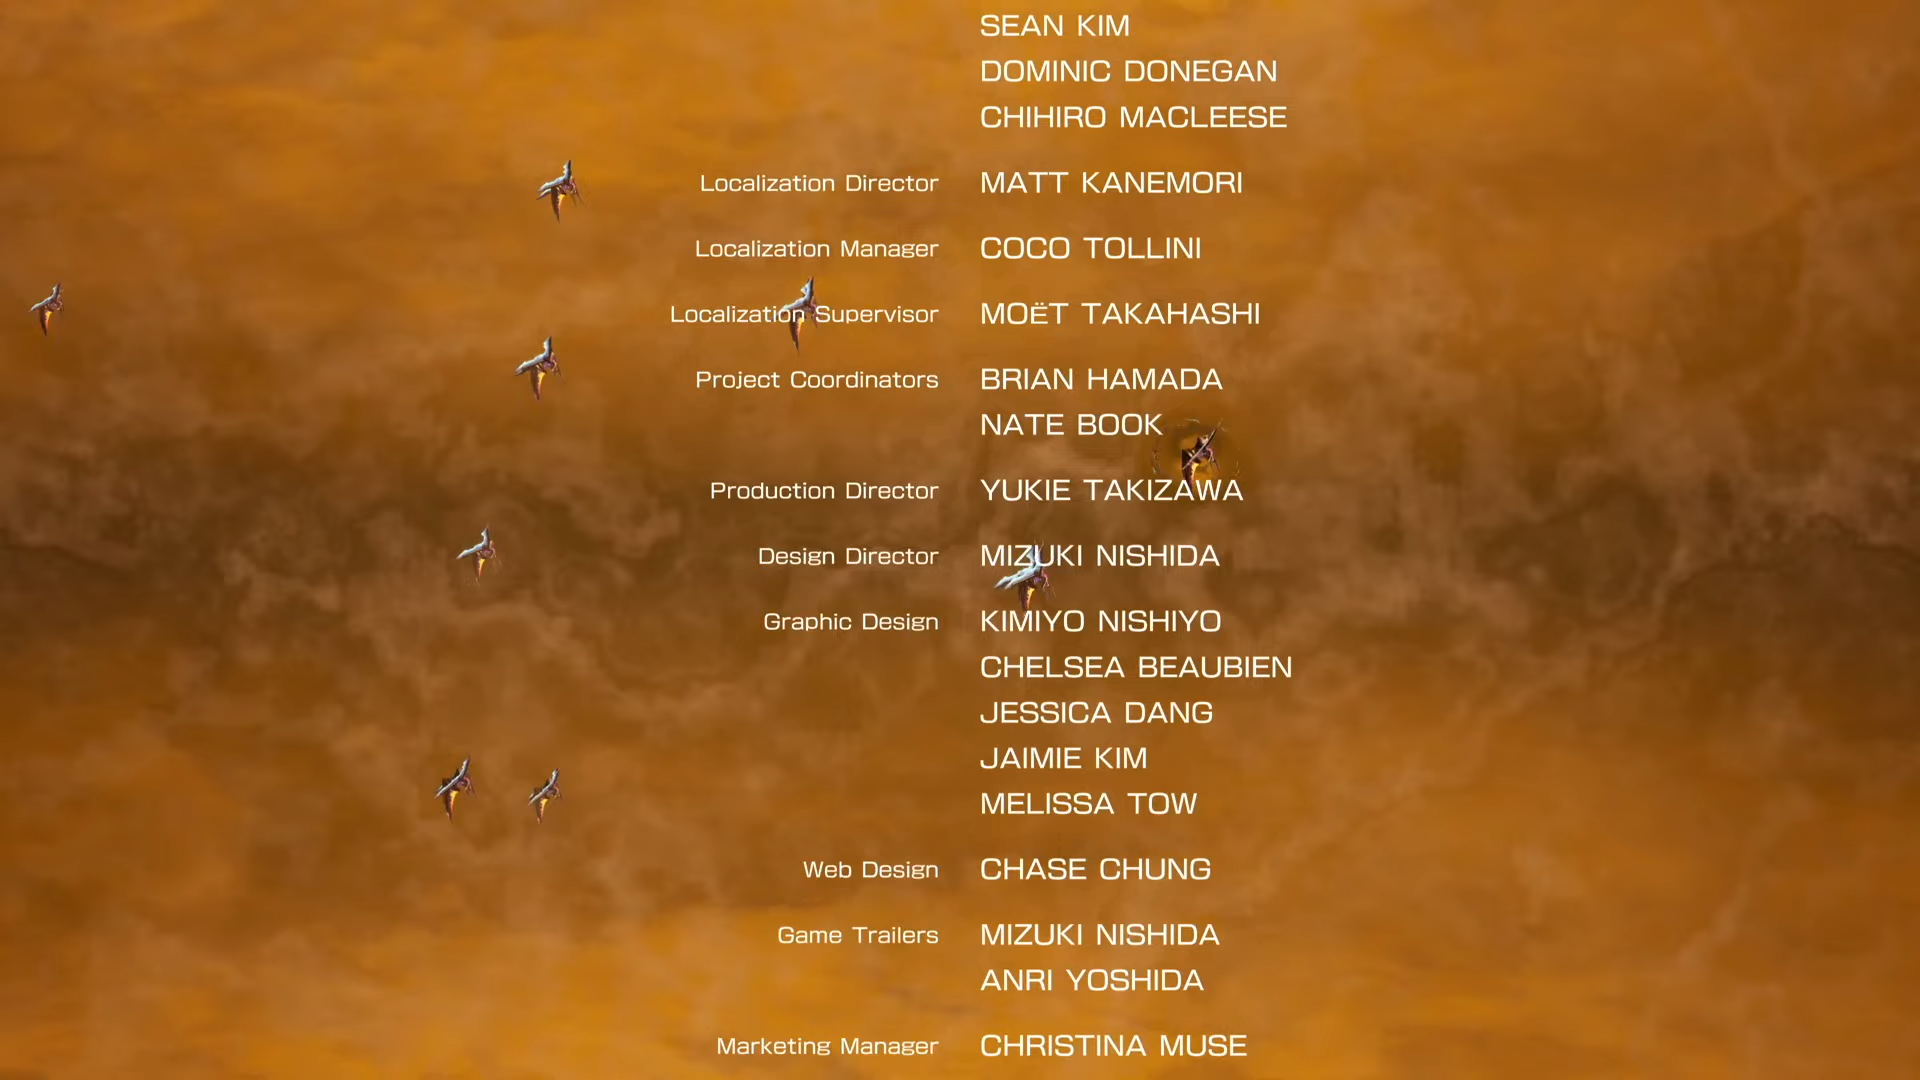 SEAN KIM
DOMINIC DONEGAN
CHIHIRO MACLEESE
Localization Director MATT KANEMORI
Localization Manager COCO TOLLINI
Localization Supervisor MOËT TAKAHASHI
Project Coordinators BRIAN HAMADA
NATE BOOK
Production Director YUKIE TAKIZAWA
Design Director MIZUKI NISHIDA
Graphic Design KIMIYO NISHIYO
CHELSEA BEAUBIEN
JESSICA DANG
JAIMIE KIM
MELISSA TOW
Web Design CHASE CHUNG
Game Trailers MIZUKI NISHIDA
ANRI YOSHIDA
Marketing Manager CHRISTINA MUSE